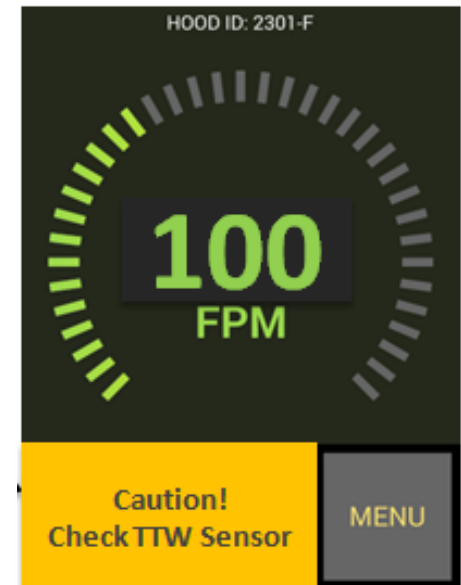 HOOD ID: 2301-F
100
FPM
Caution!
Check TTW Sensor
MENU